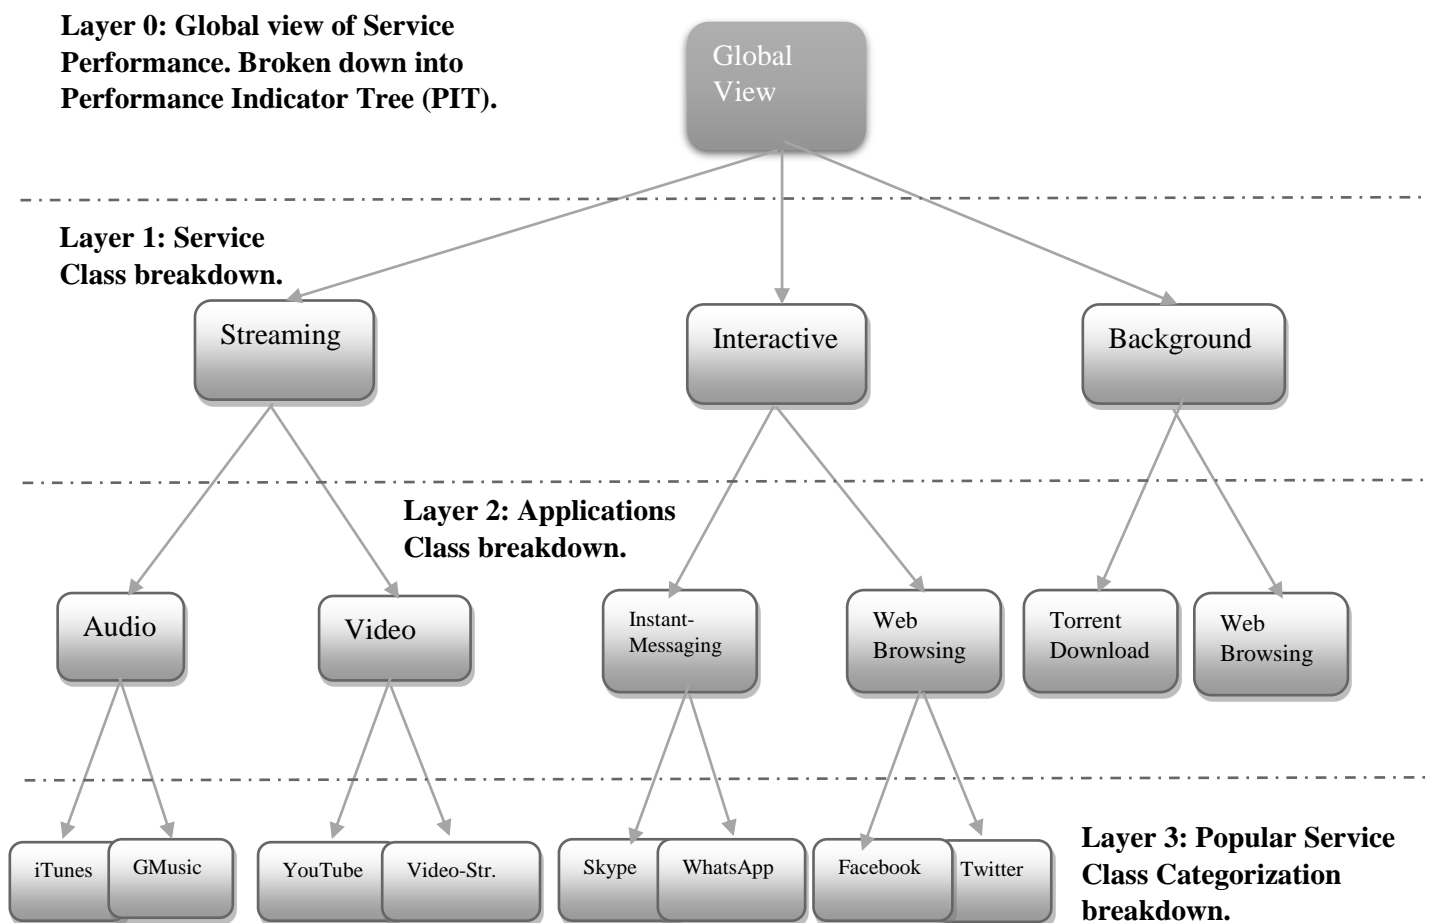 Layer 0: Global view of Service
Performance. Broken down into
Performance Indicator Tree (PIT).
Global
View
Layer 1: Service
Class breakdown.
Streaming
Interactive
Background
Layer 2: Applications
Class breakdown.
Audio
Video
Instant-
Messaging
Web
Browsing
Torrent
Download
Web
Browsing
iTunes
GMusic
YouTube
Video-Str.
Skype
WhatsApp
Facebook
Twitter
Layer 3: Popular Service
Class Categorization
breakdown.